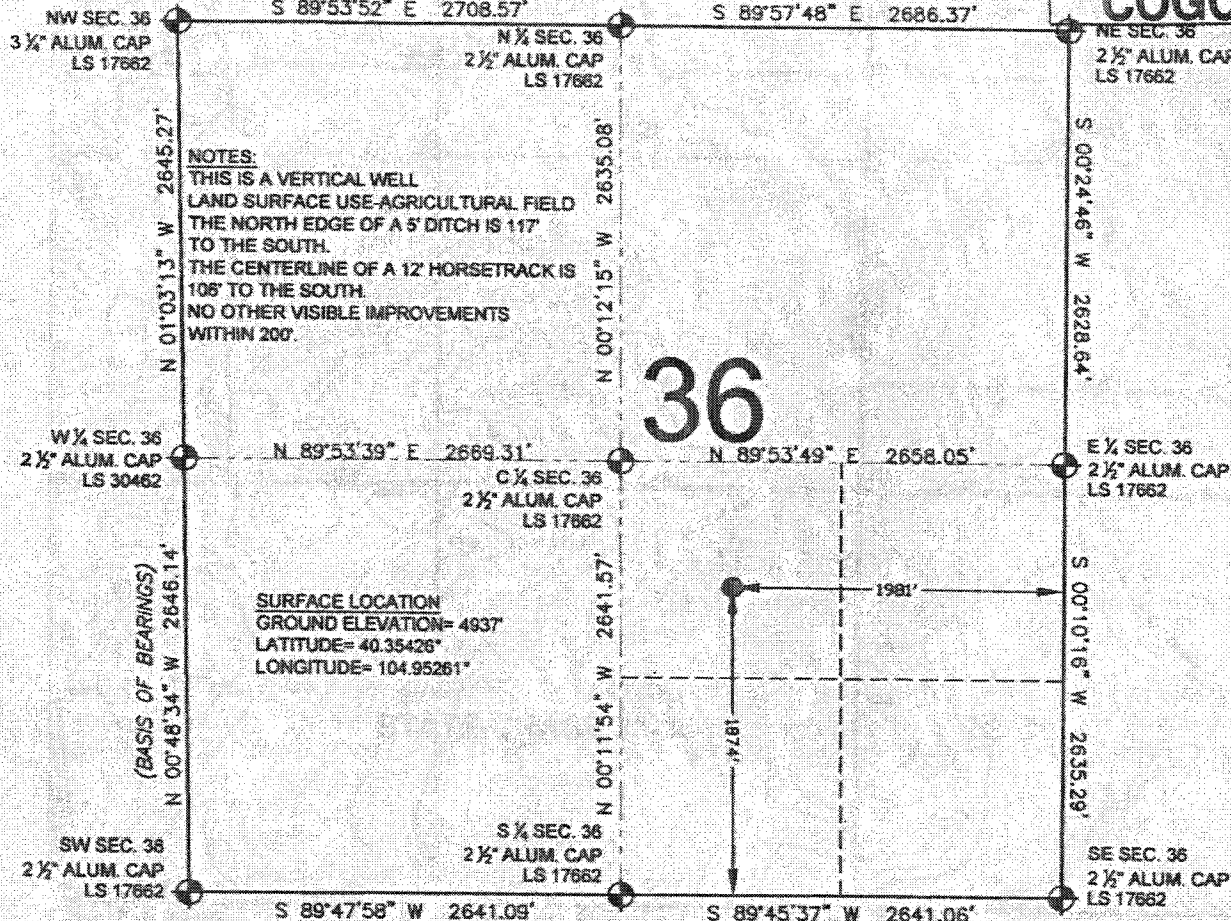 S 89°53'52" E 2708.57'
S 89°57'48" E 2686.37'
NW SEC. 36
3 ¼" ALUM. CAP
LS 17662
N ¼ SEC. 36
2 ½" ALUM. CAP
LS 17662
NE SEC. 36
2 ½" ALUM. CAP
LS 17662
N 01°03'13" W 2645.27'
NOTES:
THIS IS A VERTICAL WELL
LAND SURFACE USE-AGRICULTURAL FIELD
THE NORTH EDGE OF A 5' DITCH IS 117'
TO THE SOUTH.
THE CENTERLINE OF A 12' HORSETRACK IS
106' TO THE SOUTH.
NO OTHER VISIBLE IMPROVEMENTS
WITHIN 200'.
N 00°12'15" W 2635.08'
S 00°24'46" W 2628.64'
36
W ¼ SEC. 36
2 ½" ALUM. CAP
LS 30462
N 89°53'39" E 2669.31'
C ¼ SEC. 36
2 ½" ALUM. CAP
LS 17662
N 89°53'49" E 2658.05'
E ¼ SEC. 36
2 ½" ALUM. CAP
LS 17662
(BASIS OF BEARINGS)
N 00°48'34" W 2646.14'
SURFACE LOCATION
GROUND ELEVATION= 4937'
LATITUDE= 40.35426°
LONGITUDE= 104.95261°
N 00°11'54" W 2641.57'
1981'
1874'
S 00°10'16" W 2635.29'
SW SEC. 36
2 ½" ALUM. CAP
LS 17662
S ¼ SEC. 36
2 ½" ALUM. CAP
LS 17662
SE SEC. 36
2 ½" ALUM. CAP
LS 17662
S 89°47'58" W 2641.09'
S 89°45'37" W 2641.06'